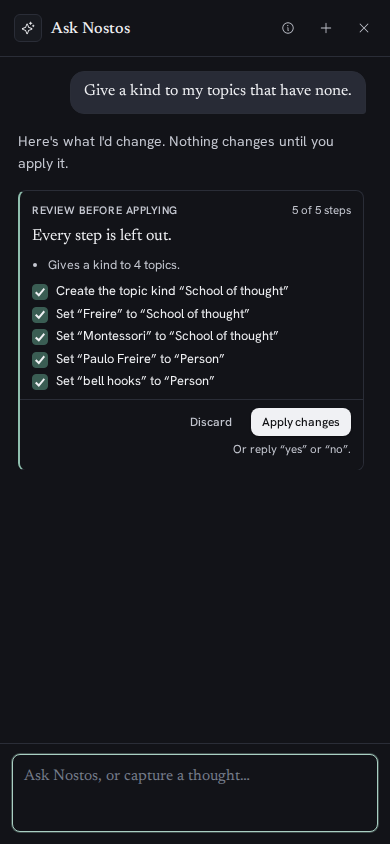 Ask Nostos
Give a kind to my topics that have none.
Here's what I'd change. Nothing changes until you
apply it.
REVIEW BEFORE APPLYING
5 of 5 steps
Every step is left out.
• Gives a kind to 4 topics.
Create the topic kind “School of thought”
Set “Freire” to “School of thought”
Set “Montessori” to “School of thought”
Set “Paulo Freire” to “Person”
Set “bell hooks” to “Person”
Discard
Apply changes
Or reply “yes” or “no”.
Ask Nostos, or capture a thought…